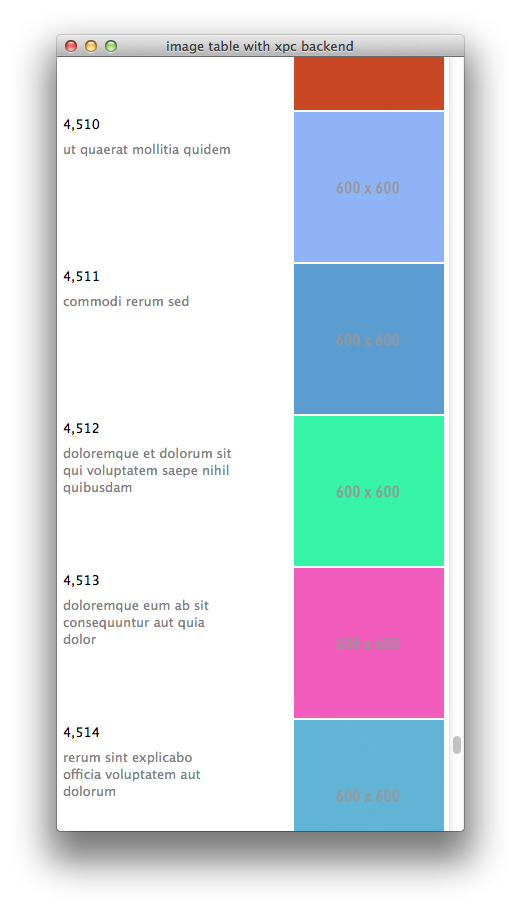 image table with xpc backend
4,510
ut quaerat mollitia quidem
600 x 600
4,511
commodi rerum sed
600 x 600
4,512
doloremque et dolorum sit
qui voluptatem saepe nihil
quibusdam
600 x 600
4,513
doloremque eum ab sit
consequuntur aut quia
dolor
600 x 600
4,514
rerum sint explicabo
officia voluptatem aut
dolorum
600 x 600